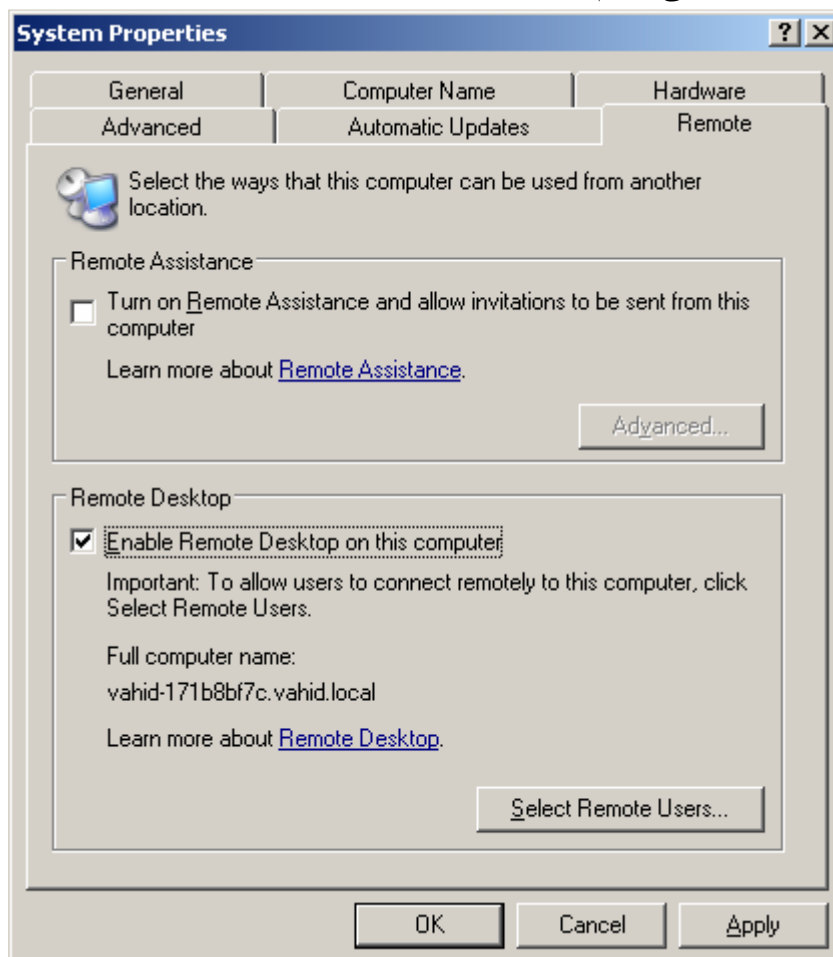 System Properties
General
Computer Name
Hardware
Advanced
Automatic Updates
Remote
Select the ways that this computer can be used from another
location.
Remote Assistance
Turn on Remote Assistance and allow invitations to be sent from this
computer
Learn more about Remote Assistance.
Advanced...
Remote Desktop
Enable Remote Desktop on this computer
Important: To allow users to connect remotely to this computer, click
Select Remote Users.
Full computer name:
vahid-171b8bf7c.vahid.local
Learn more about Remote Desktop.
Select Remote Users...
OK
Cancel
Apply